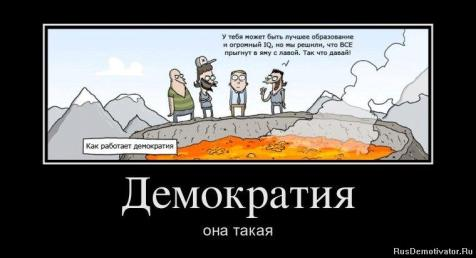 У тебя может быть лучшее образование
и огромный IQ, но мы решили, что ВСЕ
прыгнут в яму с лавой. Так что давай!
Как работает демократия
Демократия
она такая
RusDemotivator.Ru